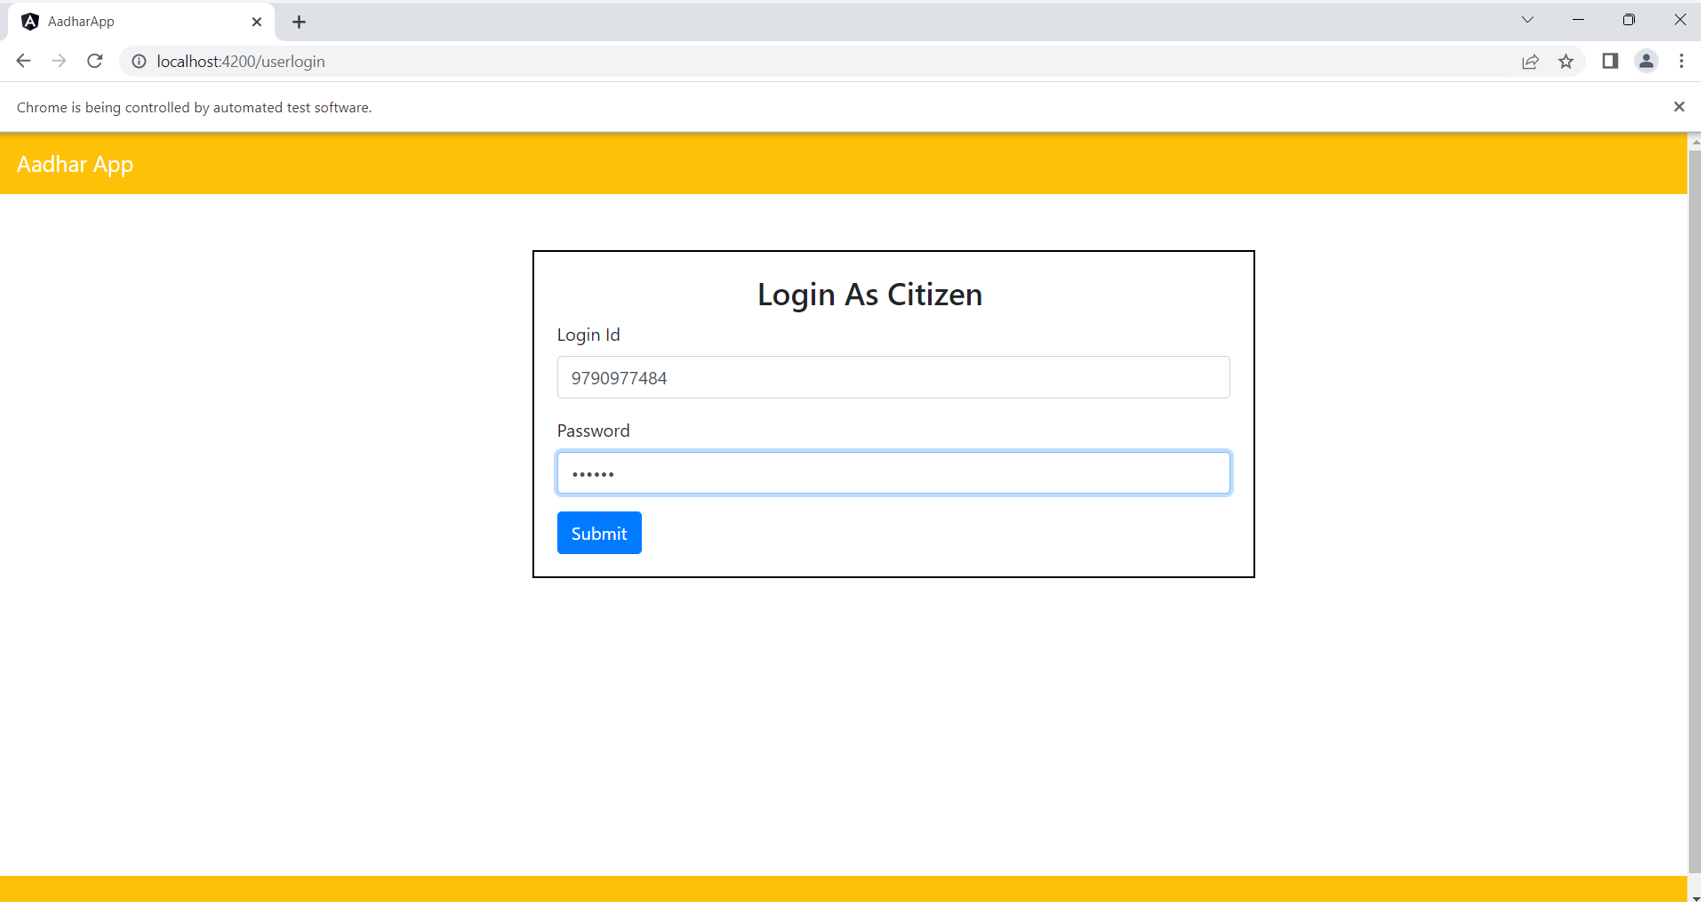 AadharApp
localhost:4200/userlogin
Chrome is being controlled by automated test software.
Aadhar App
Login As Citizen
Login Id
9790977484
Password
••••••
Submit